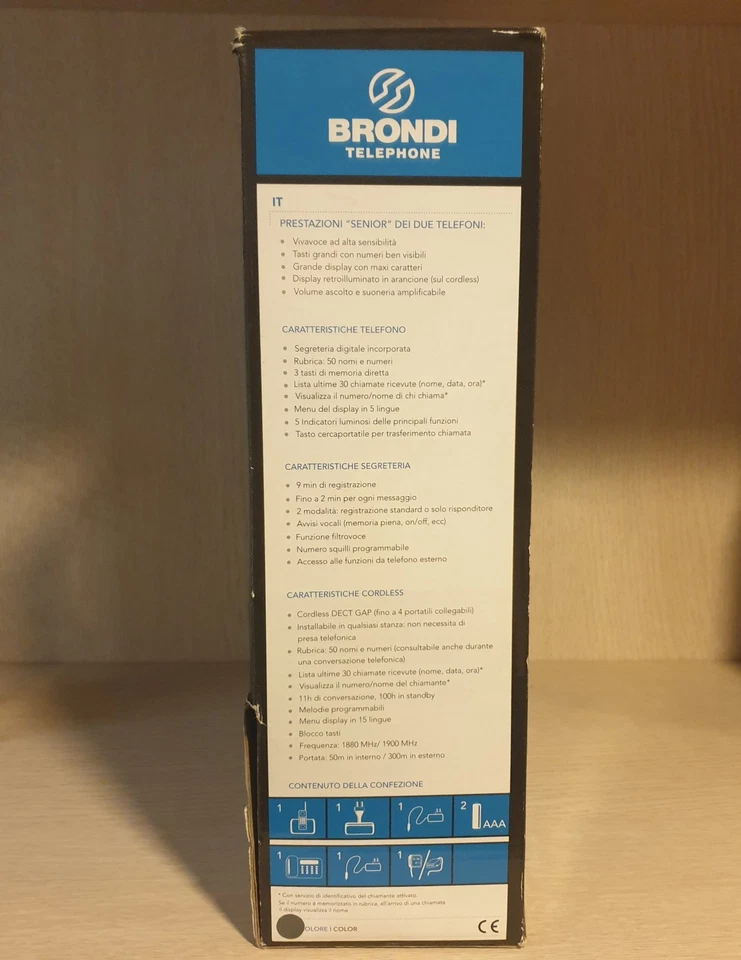 BRONDI
TELEPHONE
IT
PRESTAZIONI "SENIOR" DEI DUE TELEFONI:
• Vivavoce ad alta sensibilità
• Tasti grandi con numeri ben visibili
• Grande display con maxi caratteri
• Display retroilluminato in arancione (sul cordless)
• Volume ascolto e suoneria amplificabile
CARATTERISTICHE TELEFONO
• Segreteria digitale incorporata
• Rubrica: 50 nomi e numeri
• 3 tasti di memoria diretta
• Lista ultime 30 chiamate ricevute (nome, data, ora)*
• Visualizza il numero/nome di chi chiama*
• Menu del display in 5 lingue
• 5 Indicatori luminosi delle principali funzioni
• Tasto cercaportatile per trasferimento chiamata
CARATTERISTICHE SEGRETERIA
• 9 min di registrazione
• Fino a 2 min per ogni messaggio
• 2 modalità: registrazione standard o solo risponditore
• Avvisi vocali (memoria piena, on/off, ecc)
• Funzione filtrovoce
• Numero squilli programmabile
• Accesso alle funzioni da telefono esterno
CARATTERISTICHE CORDLESS
• Cordless DECT GAP (fino a 4 portatili collegabili)
• Installabile in qualsiasi stanza: non necessita di
presa telefonica
• Rubrica: 50 nomi e numeri (consultabile anche durante
una conversazione telefonica)
• Lista ultime 30 chiamate ricevute (nome, data, ora)*
• Visualizza il numero/nome del chiamante*
• 11h di conversazione, 100h in standby
• Melodie programmabili
• Menu display in 15 lingue
• Blocco tasti
• Frequenza: 1880 MHz/ 1900 MHz
• Portata: 50m in interno / 300m in esterno
CONTENUTO DELLA CONFEZIONE
1 1 1 2 AAA
1 1 1
* Con servizio di identificativo del chiamante attivato.
Se il numero è memorizzato in rubrica, all'arrivo di una chiamata
il display visualizza il nome
OLORE | COLOR CE